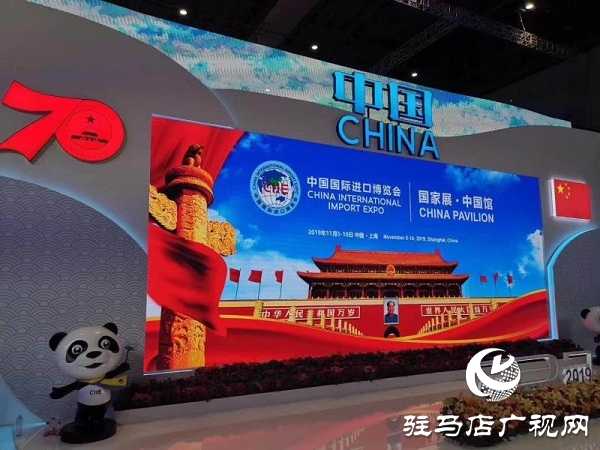 70
中国
CHINA
CIIE
中国国际进口博览会
CHINA INTERNATIONAL
IMPORT EXPO
国家展·中国馆
CHINA PAVILION
2019年11月5-10日 中国·上海 November 5-10, 2019, Shanghai, China
中华人民共和国万岁
世界人民大团结万岁
CIIE
2019
驻马店广视网